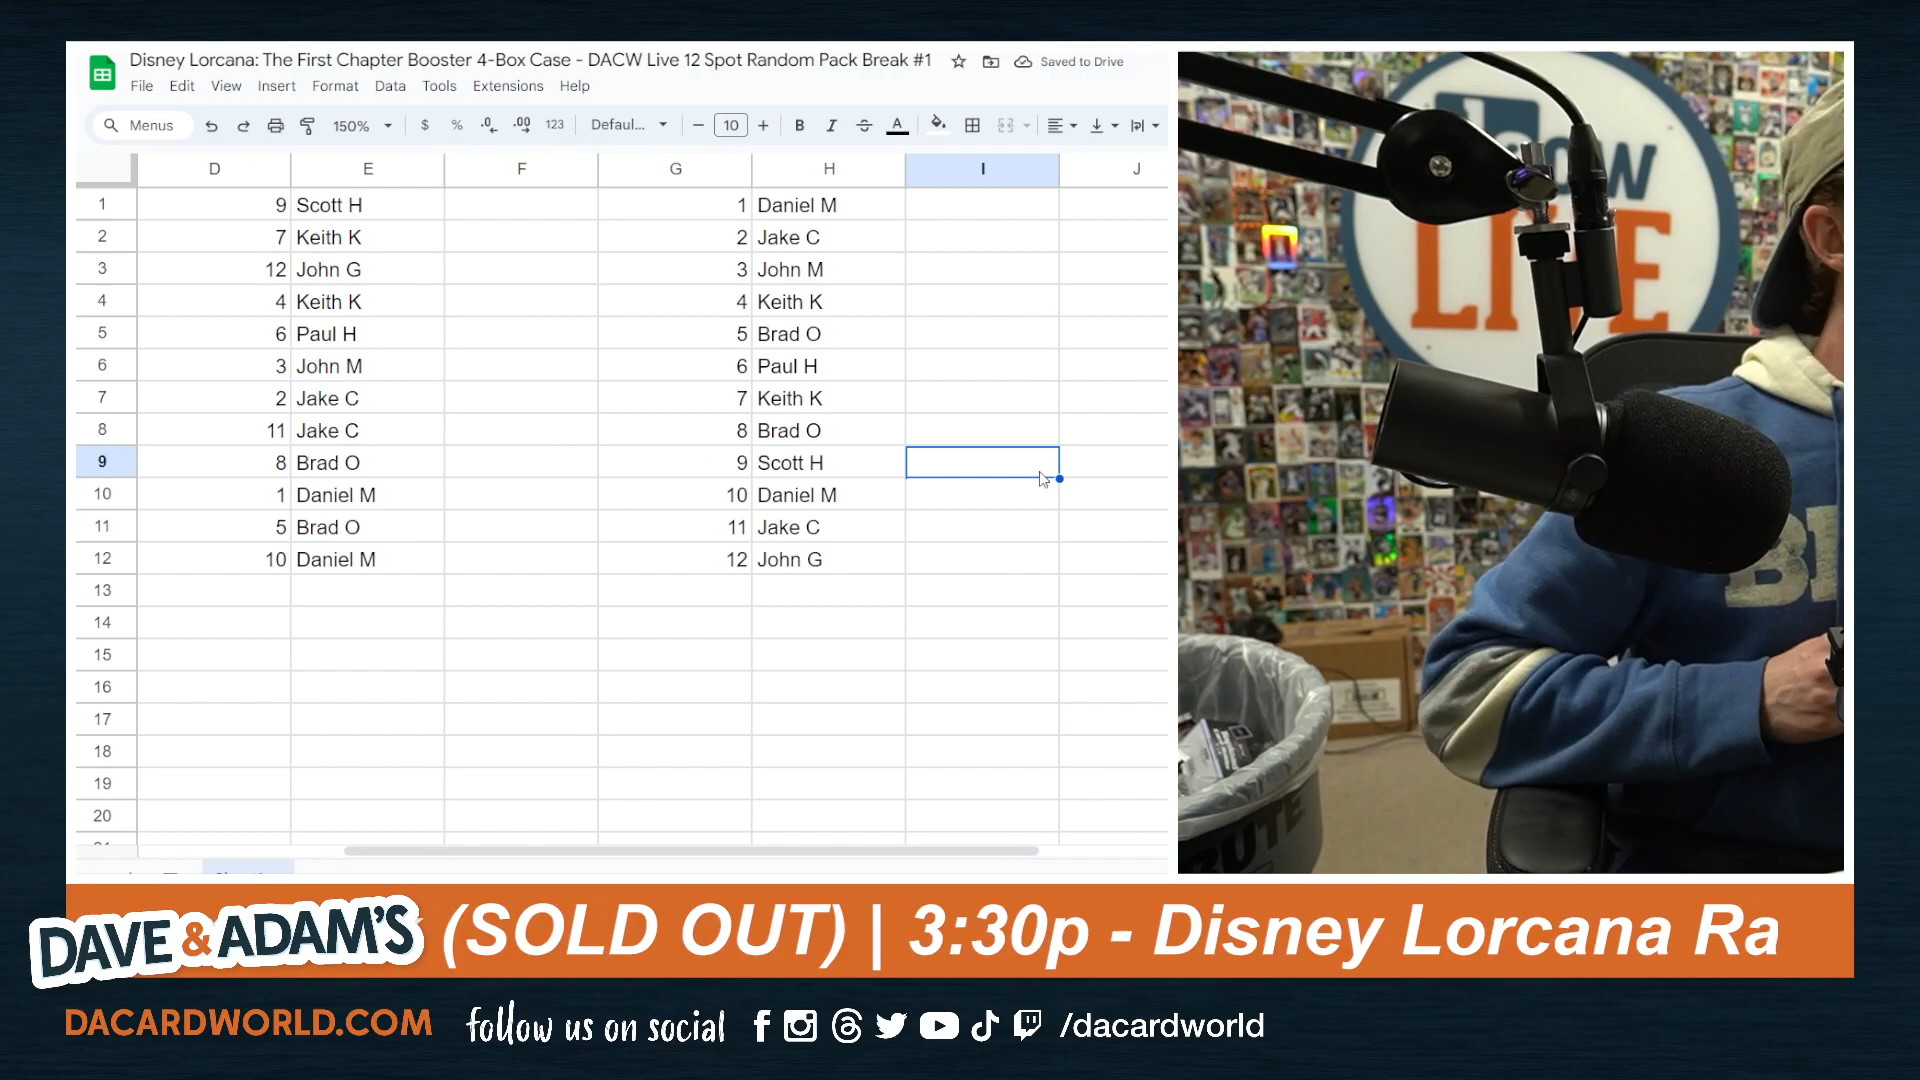 Disney Lorcana: The First Chapter Booster 4-Box Case - DACW Live 12 Spot Random Pack Break #1 Saved to Drive
File Edit View Insert Format Data Tools Extensions Help
Menus 150% $ % .0 .00 123 Defaul... - 10 + B I A
D E F G H I J
1 9 Scott H 1 Daniel M
2 7 Keith K 2 Jake C
3 12 John G 3 John M
4 4 Keith K 4 Keith K
5 6 Paul H 5 Brad O
6 3 John M 6 Paul H
7 2 Jake C 7 Keith K
8 11 Jake C 8 Brad O
9 8 Brad O 9 Scott H
10 1 Daniel M 10 Daniel M
11 5 Brad O 11 Jake C
12 10 Daniel M 12 John G
13
14
15
16
17
18
19
20
LIVE
DAVE & ADAM'S
(SOLD OUT) | 3:30p - Disney Lorcana Ra
DACARDWORLD.COM
follow us on social
/dacardworld